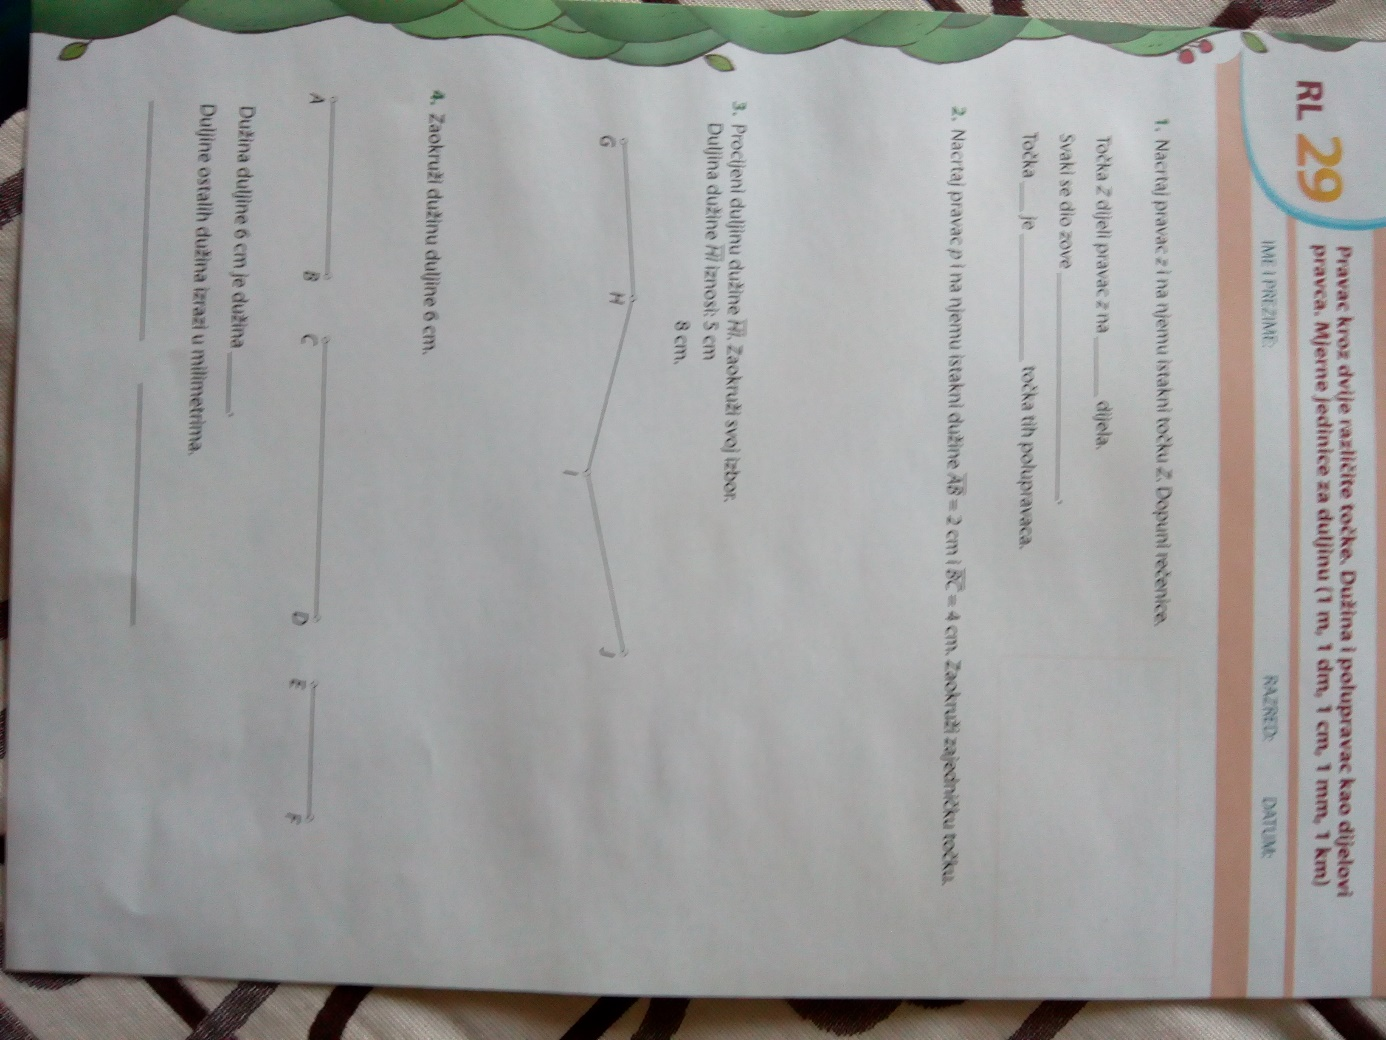 RL 29
Pravac kroz dvije različite točke. Dužina i polupravac kao dijelovi
pravca. Mjerne jedinice za duljinu (1 m, 1 dm, 1 cm, 1 mm, 1 km)
IME I PREZIME: RAZRED: DATUM:
1. Nacrtaj pravac z i na njemu istakni točku Z. Dopuni rečenice.
Točka Z dijeli pravac z na ______ dijela.
Svaki se dio zove ____________________.
Točka __ je ____________ točka tih polupravaca.
2. Nacrtaj pravac p i na njemu istakni dužine AB = 2 cm i BC = 4 cm. Zaokruži zajedničku točku.
3. Procijeni duljinu dužine HI. Zaokruži svoj izbor.
Duljina dužine HI iznosi: 5 cm
8 cm.
G H I J
4. Zaokruži dužinu duljine 6 cm.
A B C D E F
Dužina duljine 6 cm je dužina ______.
Duljine ostalih dužina izrazi u milimetrima.